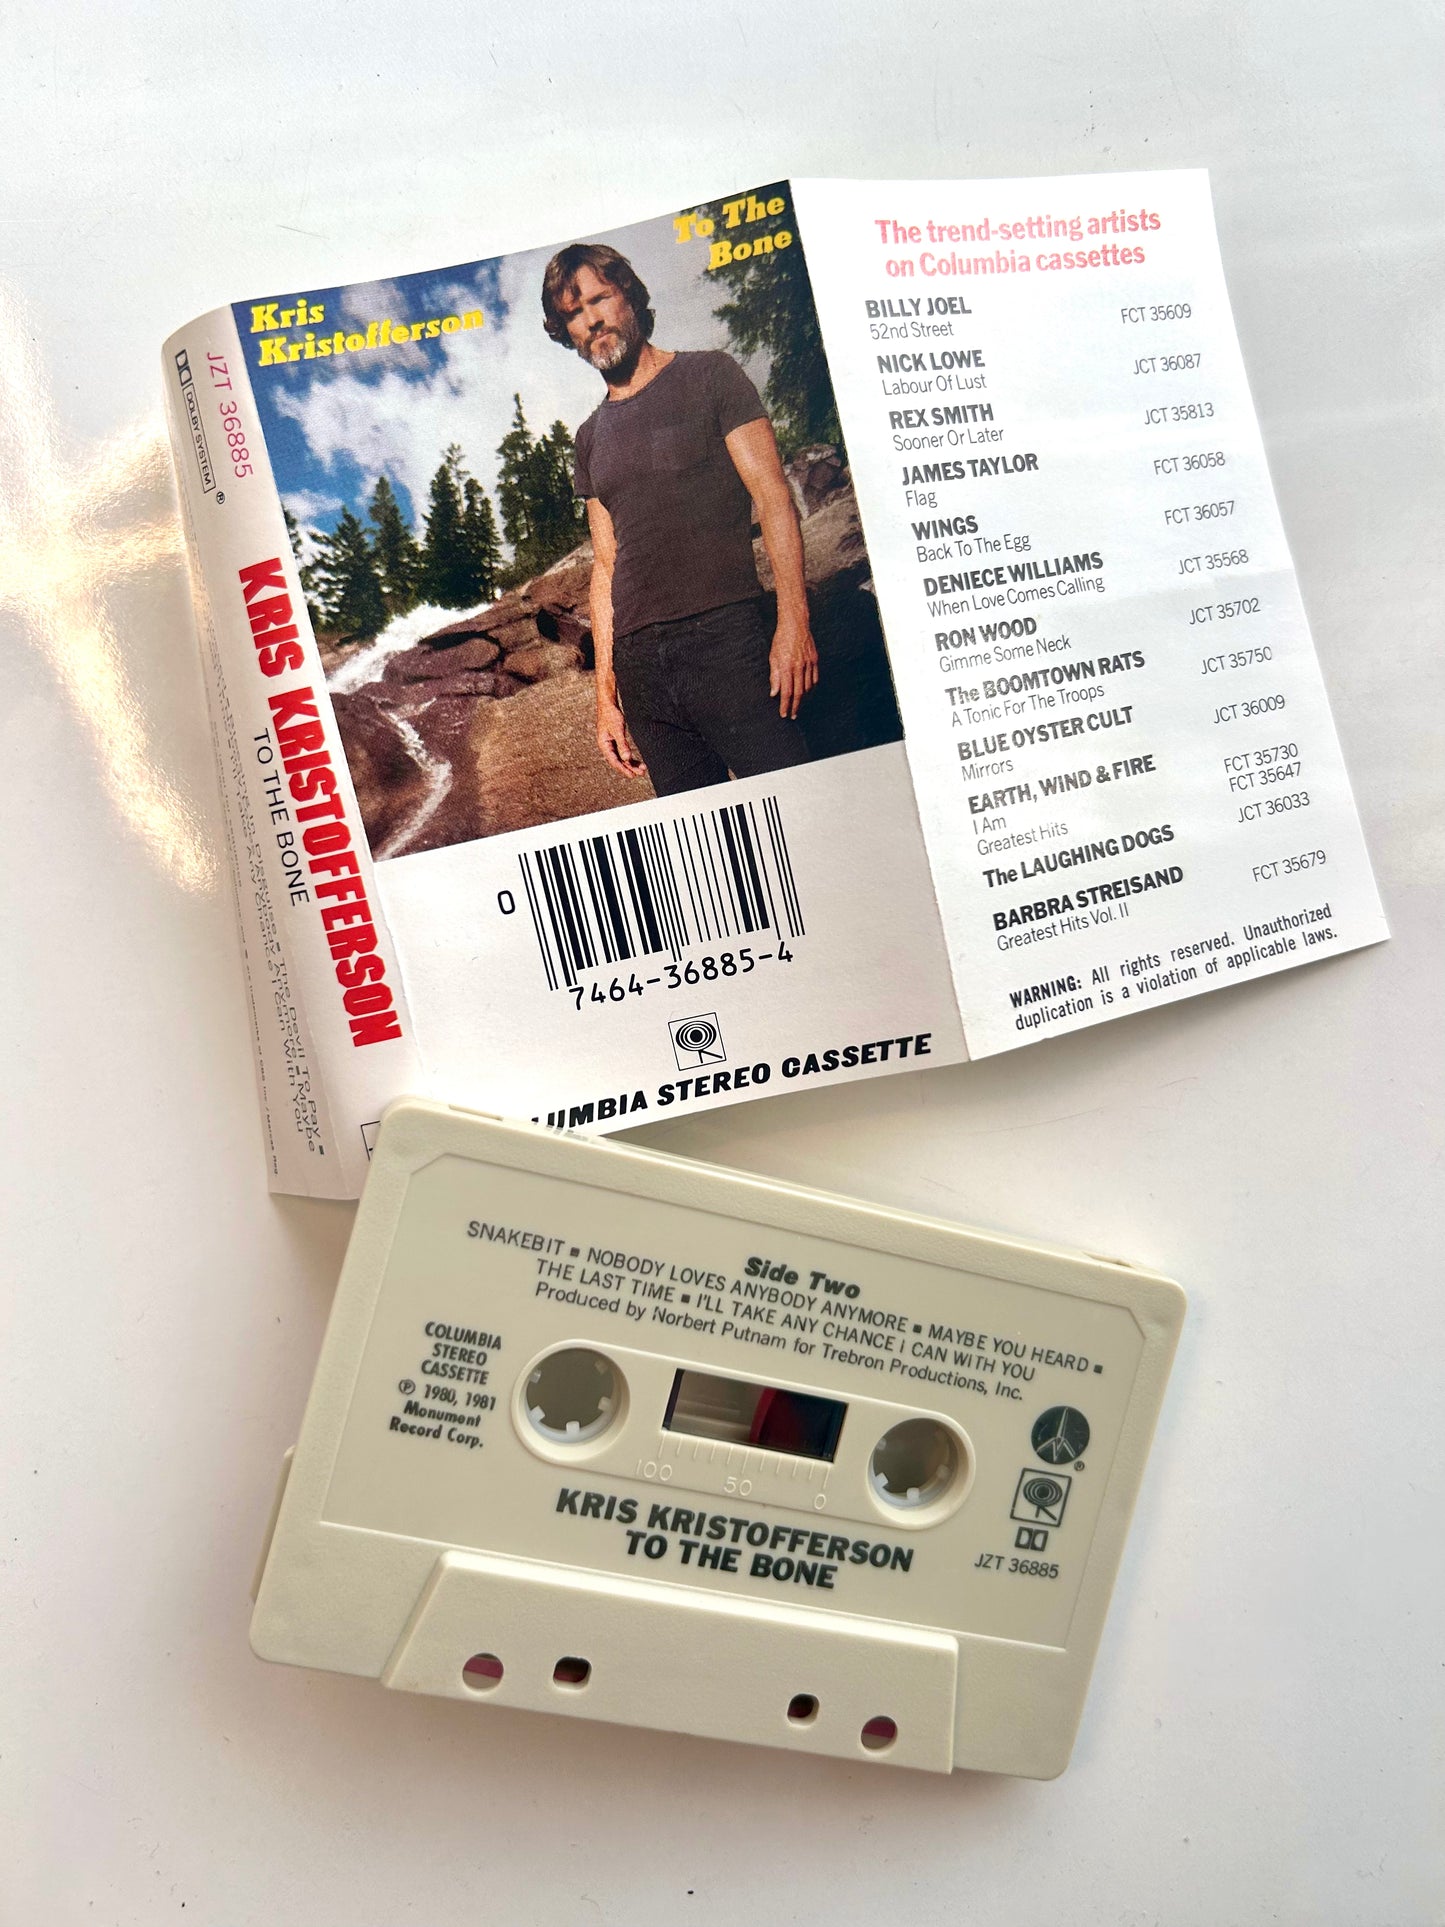 Kris
Kristofferson
To The
Bone
JZT 36885
DOLBY SYSTEM
®
KRIS KRISTOFFERSON
TO THE BONE
0
7464-36885-4
STEREO CASSETTE
The trend-setting artists
on Columbia cassettes
BILLY JOEL
52nd Street FCT 35609
NICK LOWE
Labour Of Lust JCT 36087
REX SMITH
Sooner Or Later JCT 35813
JAMES TAYLOR
Flag FCT 36058
WINGS
Back To The Egg FCT 36057
DENIECE WILLIAMS
When Love Comes Calling JCT 35568
RON WOOD
Gimme Some Neck JCT 35702
The BOOMTOWN RATS
A Tonic For The Troops JCT 35750
BLUE OYSTER CULT
Mirrors JCT 36009
EARTH, WIND & FIRE
I Am FCT 35730
Greatest Hits FCT 35647
The LAUGHING DOGS JCT 36033
BARBRA STREISAND
Greatest Hits Vol. II FCT 35679
WARNING: All rights reserved. Unauthorized
duplication is a violation of applicable laws.
Side Two
SNAKEBIT ■ NOBODY LOVES ANYBODY ANYMORE ■ MAYBE YOU HEARD ■
THE LAST TIME ■ I'LL TAKE ANY CHANCE I CAN WITH YOU
Produced by Norbert Putnam for Trebron Productions, Inc.
COLUMBIA
STEREO
CASSETTE
℗ 1980, 1981
Monument
Record Corp.
100 50 0
KRIS KRISTOFFERSON
TO THE BONE
®
JZT 36885